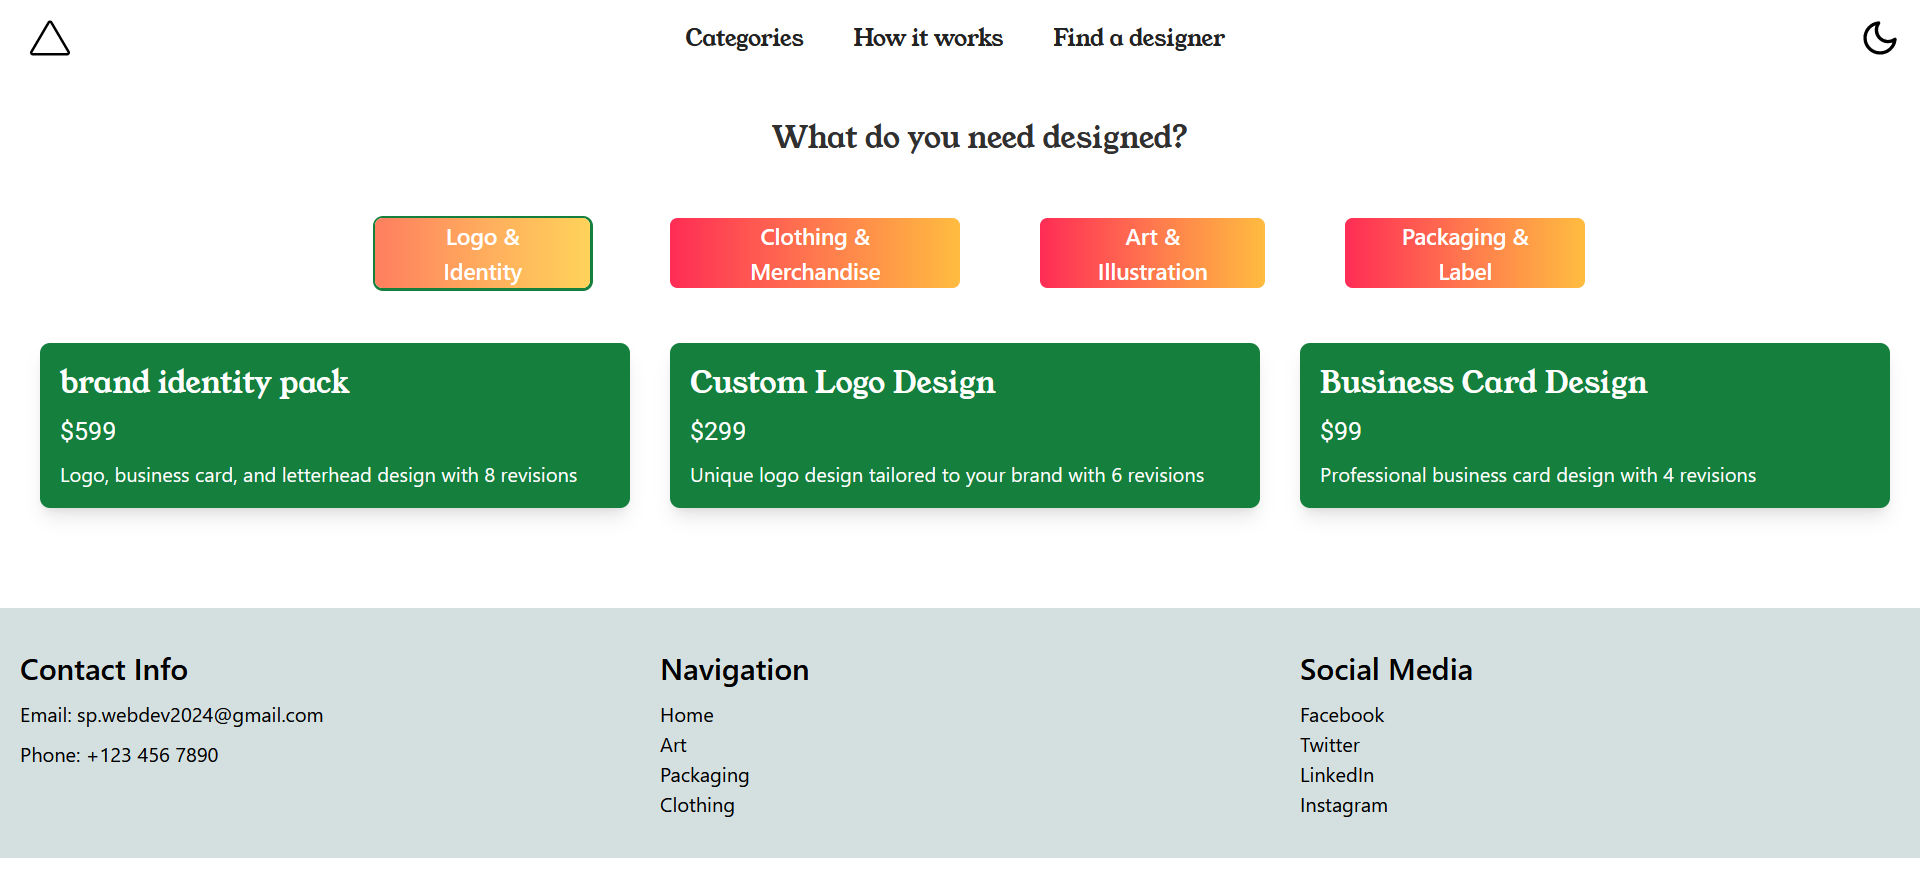 Categories How it works Find a designer
What do you need designed?
Logo &
Identity
Clothing &
Merchandise
Art &
Illustration
Packaging &
Label
brand identity pack
$599
Logo, business card, and letterhead design with 8 revisions
Custom Logo Design
$299
Unique logo design tailored to your brand with 6 revisions
Business Card Design
$99
Professional business card design with 4 revisions
Contact Info
Email: sp.webdev2024@gmail.com
Phone: +123 456 7890
Navigation
Home
Art
Packaging
Clothing
Social Media
Facebook
Twitter
LinkedIn
Instagram